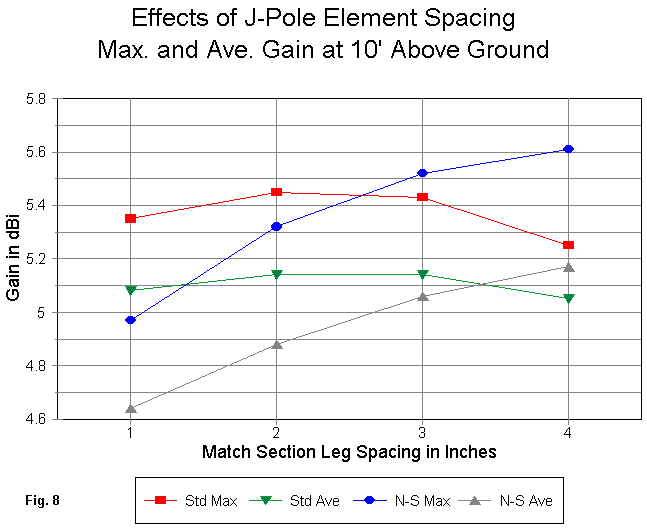 Effects of J-Pole Element Spacing
Max. and Ave. Gain at 10' Above Ground
Gain in dBi
5.8
5.6
5.4
5.2
5
4.8
4.6
1 2 3 4
Match Section Leg Spacing in Inches
Fig. 8
Std Max Std Ave N-S Max N-S Ave